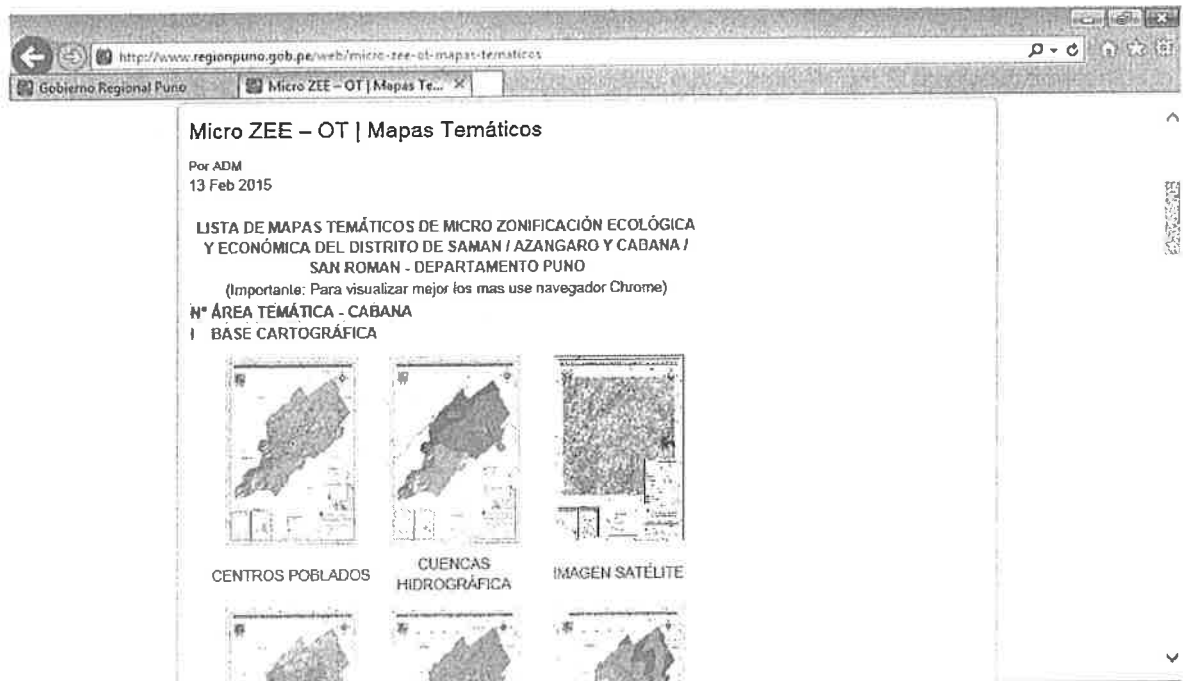 http://www.regionpuno.gob.pe/web/micro-zee-ot-mapas-tematicos
Gobierno Regional Puno
Micro ZEE – OT | Mapas Te...
Micro ZEE – OT | Mapas Temáticos
Por ADM
13 Feb 2015
LISTA DE MAPAS TEMÁTICOS DE MICRO ZONIFICACIÓN ECOLÓGICA
Y ECONÓMICA DEL DISTRITO DE SAMAN / AZANGARO Y CABANA /
SAN ROMAN - DEPARTAMENTO PUNO
(Importante: Para visualizar mejor los mas use navegador Chrome)
N° ÁREA TEMÁTICA - CABANA
I BASE CARTOGRÁFICA
CENTROS POBLADOS
CUENCAS
HIDROGRÁFICA
IMAGEN SATÉLITE